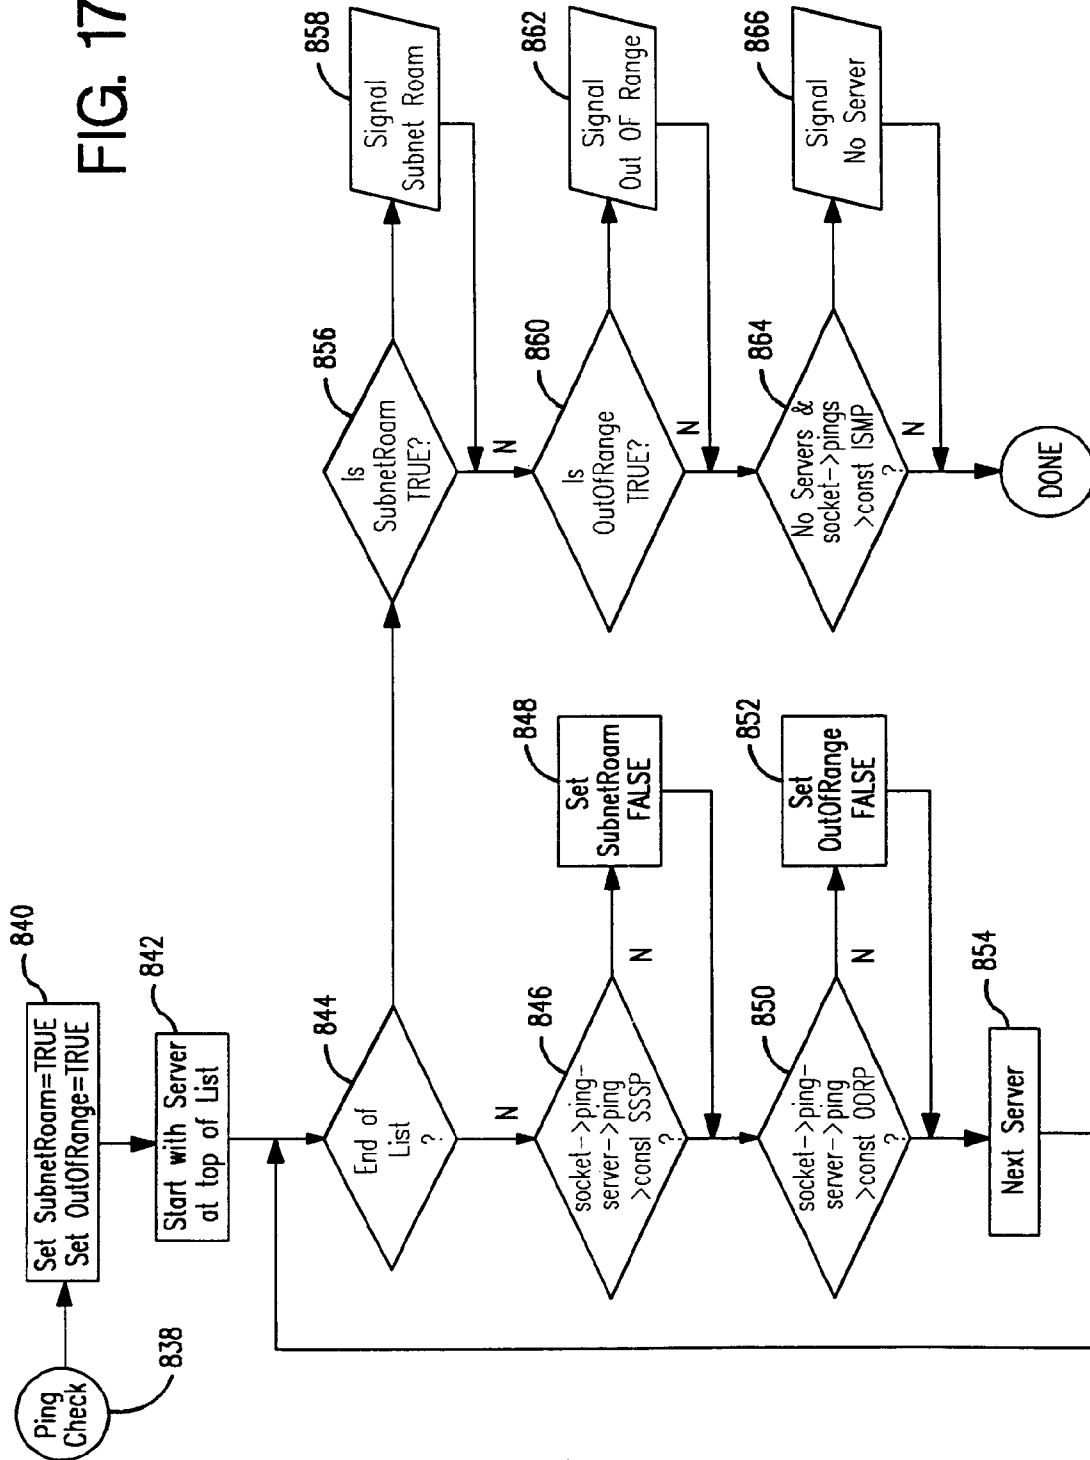 FIG. 17
Ping
Check
838
Set SubnetRoam=TRUE
Set OutOfRange=TRUE
840
Start with Server
at top of List
842
End of
List
?
844
N
socket->ping-
server->ping
>const SSSP
?
846
N
Set
SubnetRoam
FALSE
848
socket->ping-
server->ping
>const OORP
?
850
N
Set
OutOfRange
FALSE
852
Next Server
854
Is
SubnetRoam
TRUE?
856
N
Signal
Subnet Roam
858
Is
OutOfRange
TRUE?
860
N
Signal
Out OF Range
862
No Servers &
socket->pings
>const ISMP
?
864
N
Signal
No Server
866
DONE